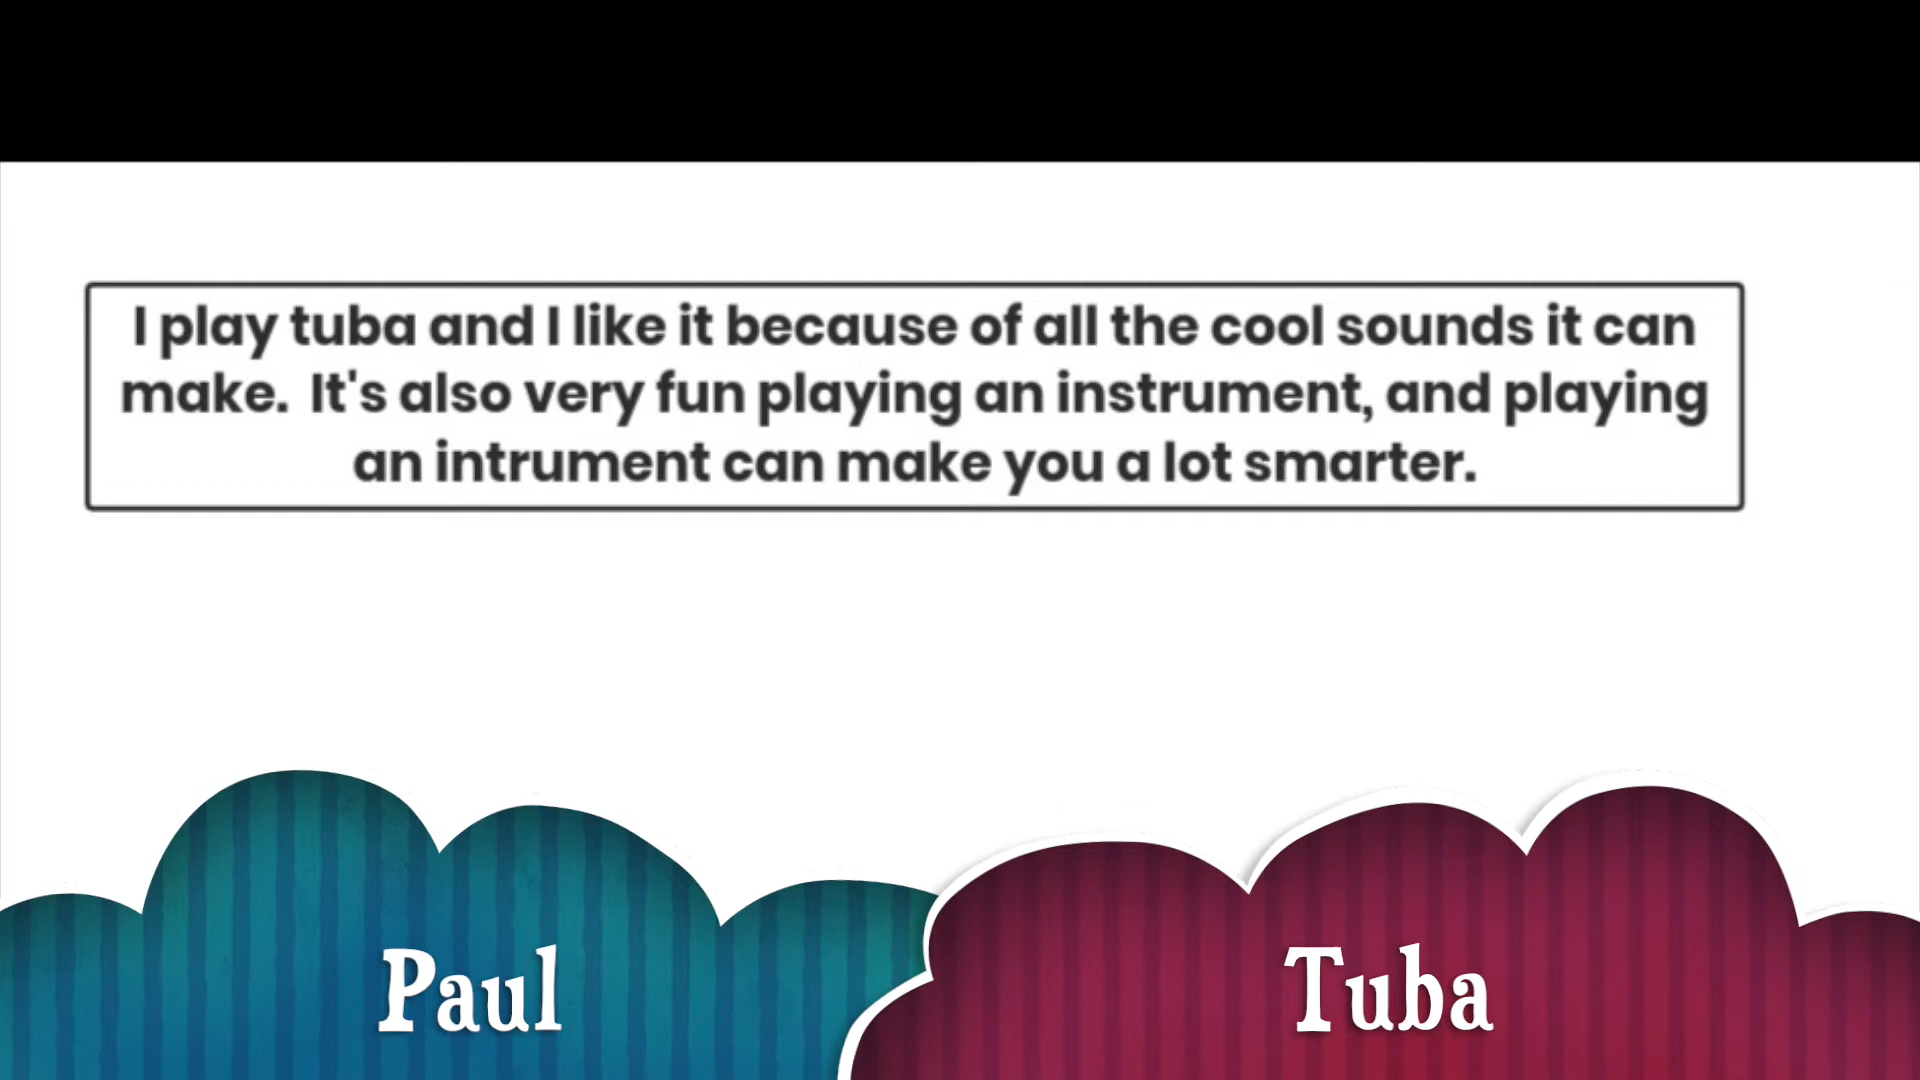 I play tuba and I like it because of all the cool sounds it can
make.  It's also very fun playing an instrument, and playing
an intrument can make you a lot smarter.
Paul
Tuba